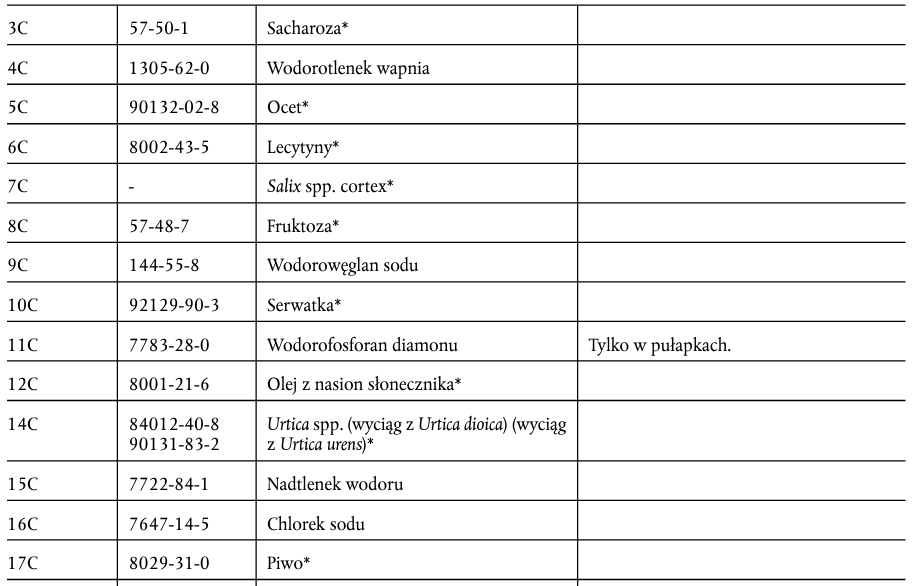 3C 57-50-1 Sacharoza*
4C 1305-62-0 Wodorotlenek wapnia
5C 90132-02-8 Ocet*
6C 8002-43-5 Lecytyny*
7C - Salix spp. cortex*
8C 57-48-7 Fruktoza*
9C 144-55-8 Wodorowęglan sodu
10C 92129-90-3 Serwatka*
11C 7783-28-0 Wodorofosforan diamonu Tylko w pułapkach.
12C 8001-21-6 Olej z nasion słonecznika*
14C 84012-40-8 Urtica spp. (wyciąg z Urtica dioica) (wyciąg
90131-83-2 z Urtica urens)*
15C 7722-84-1 Nadtlenek wodoru
16C 7647-14-5 Chlorek sodu
17C 8029-31-0 Piwo*